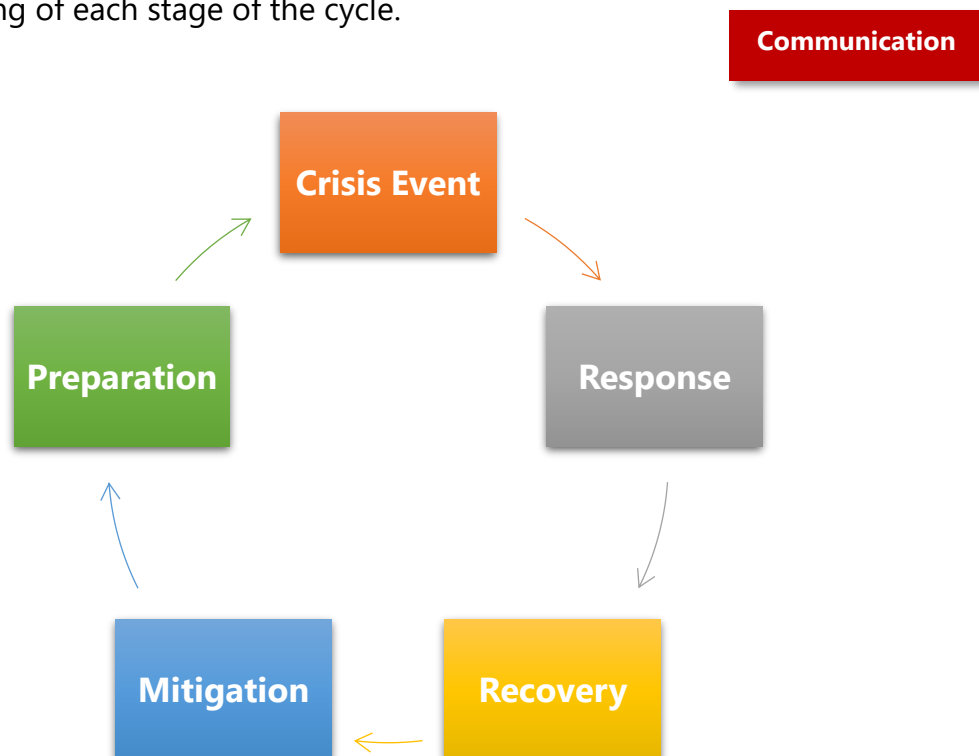 ng of each stage of the cycle.
Communication
Crisis Event
Preparation
Response
Mitigation
Recovery